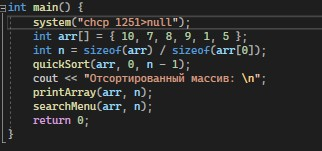 int main() {
system("chcp 1251>null");
int arr[] = { 10, 7, 8, 9, 1, 5 };
int n = sizeof(arr) / sizeof(arr[0]);
quickSort(arr, 0, n - 1);
cout << "Отсортированный массив: \n";
printArray(arr, n);
searchMenu(arr, n);
return 0;
}